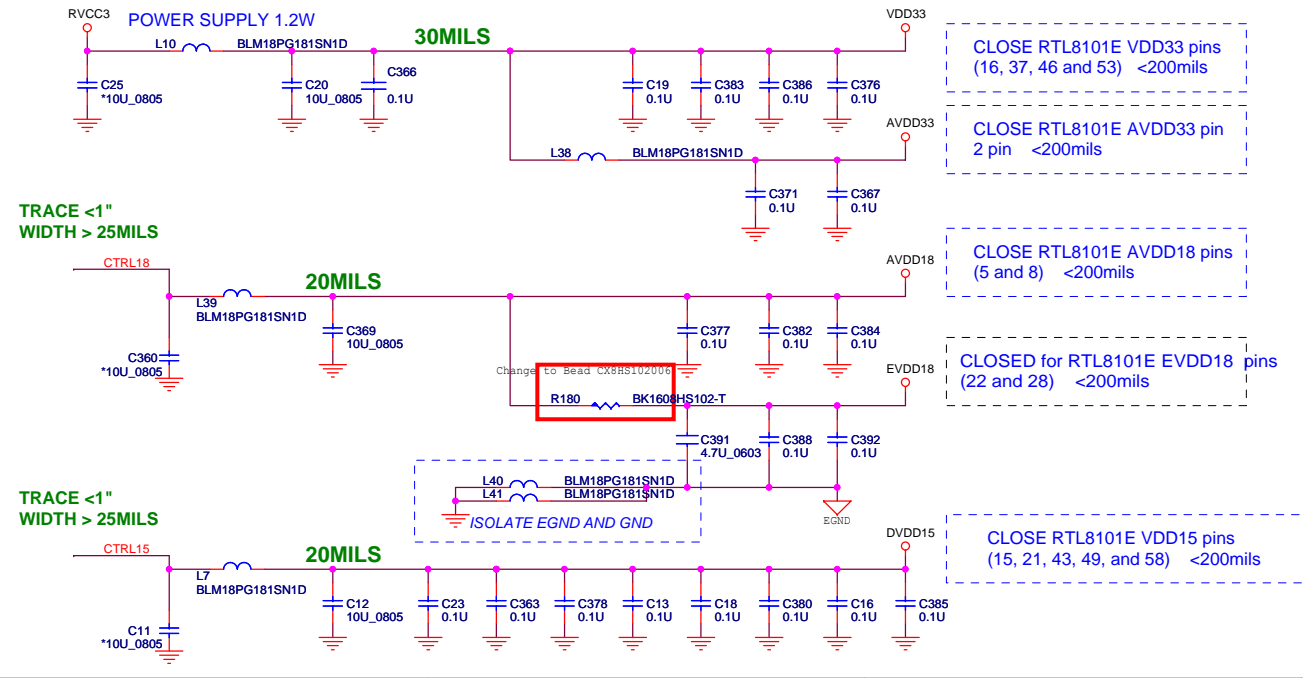 RVCC3
POWER SUPPLY 1.2W
L10
BLM18PG181SN1D
30MILS
VDD33
C25
*10U_0805
C20
10U_0805
C366
0.1U
C19
0.1U
C383
0.1U
C386
0.1U
C376
0.1U
CLOSE RTL8101E VDD33 pins
(16, 37, 46 and 53) <200mils
AVDD33
L38
BLM18PG181SN1D
C371
0.1U
C367
0.1U
CLOSE RTL8101E AVDD33 pin
2 pin <200mils
TRACE <1"
WIDTH > 25MILS
CTRL18
L39
BLM18PG181SN1D
20MILS
AVDD18
C360
*10U_0805
C369
10U_0805
C377
0.1U
C382
0.1U
C384
0.1U
CLOSE RTL8101E AVDD18 pins
(5 and 8) <200mils
Change to Bead CX8HS102006
R180
BK1608HS102-T
EVDD18
C391
4.7U_0603
C388
0.1U
C392
0.1U
CLOSED for RTL8101E EVDD18 pins
(22 and 28) <200mils
L40
BLM18PG181SN1D
L41
BLM18PG181SN1D
ISOLATE EGND AND GND
EGND
TRACE <1"
WIDTH > 25MILS
CTRL15
L7
BLM18PG181SN1D
20MILS
DVDD15
C11
*10U_0805
C12
10U_0805
C23
0.1U
C363
0.1U
C378
0.1U
C13
0.1U
C18
0.1U
C380
0.1U
C16
0.1U
C385
0.1U
CLOSE RTL8101E VDD15 pins
(15, 21, 43, 49, and 58) <200mils